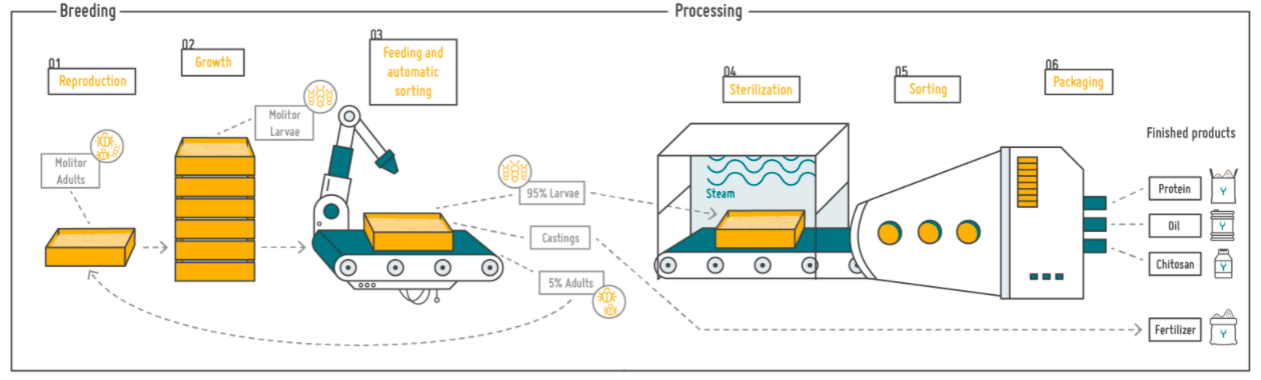 Breeding
Processing
01
Reproduction
02
Growth
03
Feeding and
automatic
sorting
04
Sterilization
05
Sorting
06
Packaging
Molitor
Adults
Molitor
Larvae
95% Larvae
Castings
5% Adults
Steam
Finished products
Protein
Y
Oil
Y
Chitosan
Y
Fertilizer
Y